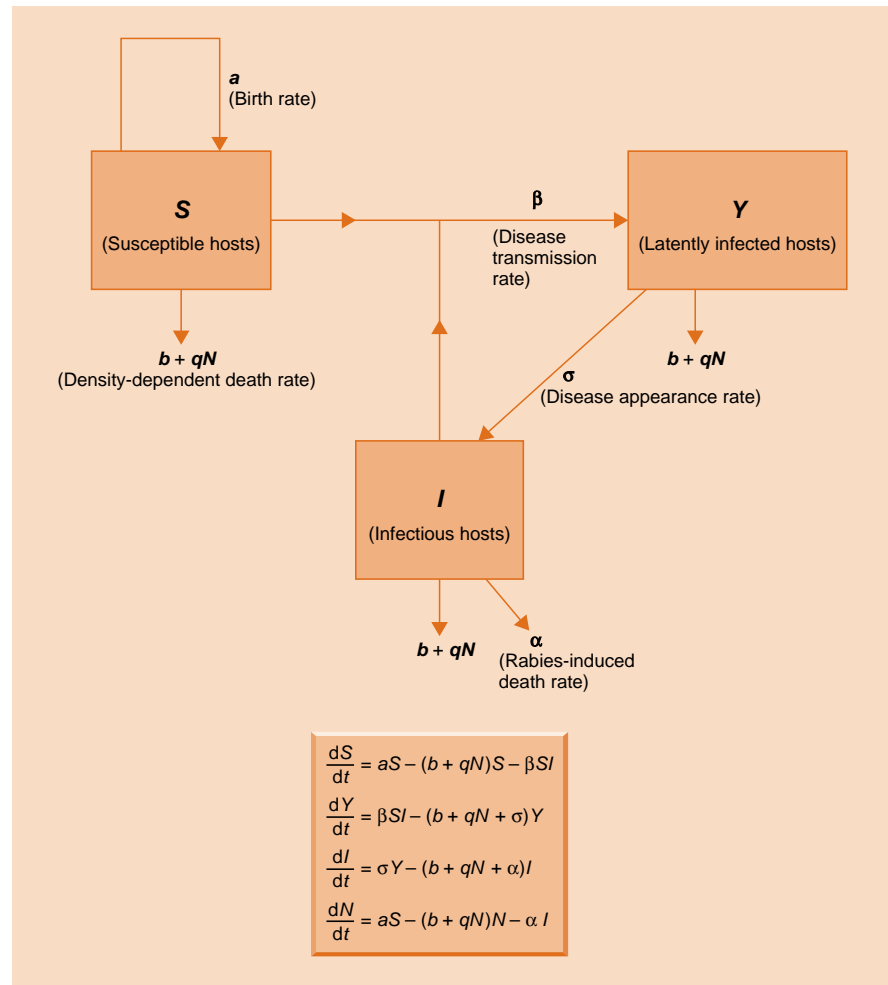 a
(Birth rate)
S
(Susceptible hosts)
β
(Disease
transmission
rate)
Y
(Latently infected hosts)
b + qN
(Density-dependent death rate)
b + qN
σ
(Disease appearance rate)
I
(Infectious hosts)
b + qN
α
(Rabies-induced
death rate)
dS/dt = aS – (b + qN)S – βSI
dY/dt = βSI – (b + qN + σ)Y
dI/dt = σY – (b + qN + α)I
dN/dt = aS – (b + qN)N – α I